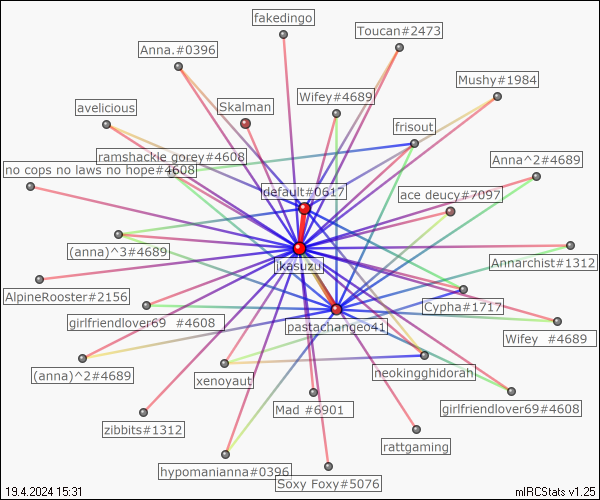 fakedingo
Toucan#2473
Anna.#0396
Mushy#1984
Wifey#4689
avelicious
Skalman
frisout
ramshackle gorey#4608
Anna^2#4689
no cops no laws no hope#4608
default#0617
ace deucy#7097
(anna)^3#4689
jkasuzu
Annarchist#1312
AlpineRooster#2156
Cypha#1717
girlfriendlover69 #4608
pastachangeo41
Wifey #4689
(anna)^2#4689
xenoyaut
neokingghidorah
Mad #6901
girlfriendlover69#4608
zibbits#1312
rattgaming
hypomanianna#0396
Soxy Foxy#5076
19.4.2024 15:31
mIRCStats v1.25